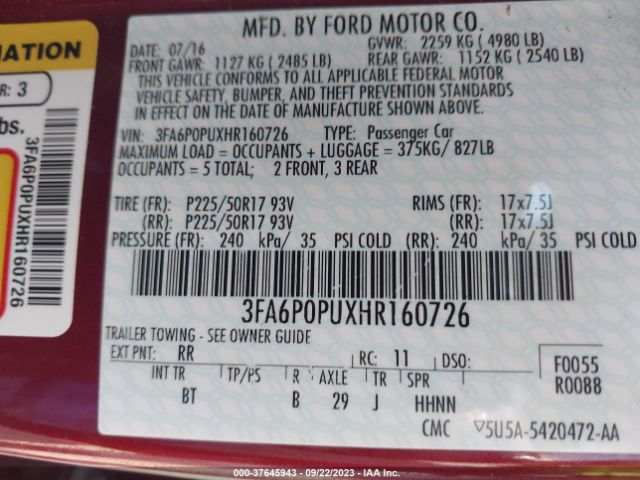 MATION
R: 3
bs.
3FA6P0PUXHR160726
MFD. BY FORD MOTOR CO.
DATE: 07/16 GVWR: 2259 KG ( 4980 LB)
FRONT GAWR: 1127 KG ( 2485 LB) REAR GAWR: 1152 KG ( 2540 LB)
THIS VEHICLE CONFORMS TO ALL APPLICABLE FEDERAL MOTOR
VEHICLE SAFETY, BUMPER, AND THEFT PREVENTION STANDARDS
IN EFFECT ON THE DATE OF MANUFACTURE SHOWN ABOVE.
VIN: 3FA6P0PUXHR160726 TYPE: Passenger Car
MAXIMUM LOAD = OCCUPANTS + LUGGAGE = 375KG/ 827LB
OCCUPANTS = 5 TOTAL; 2 FRONT, 3 REAR
TIRE (FR): P225/50R17 93V RIMS (FR): 17x7.5J
(RR): P225/50R17 93V (RR): 17x7.5J
PRESSURE (FR): 240 kPa/ 35 PSI COLD (RR): 240 kPa/ 35 PSI COLD
3FA6P0PUXHR160726
TRAILER TOWING - SEE OWNER GUIDE
EXT PNT: RR RC: 11 DSO: F0055
R0088
INT TR TP/PS R AXLE TR SPR
BT B 29 J HHNN
CMC 5U5A-5420472-AA
© - 37645943 - 09/22/2023 - IAA Inc.